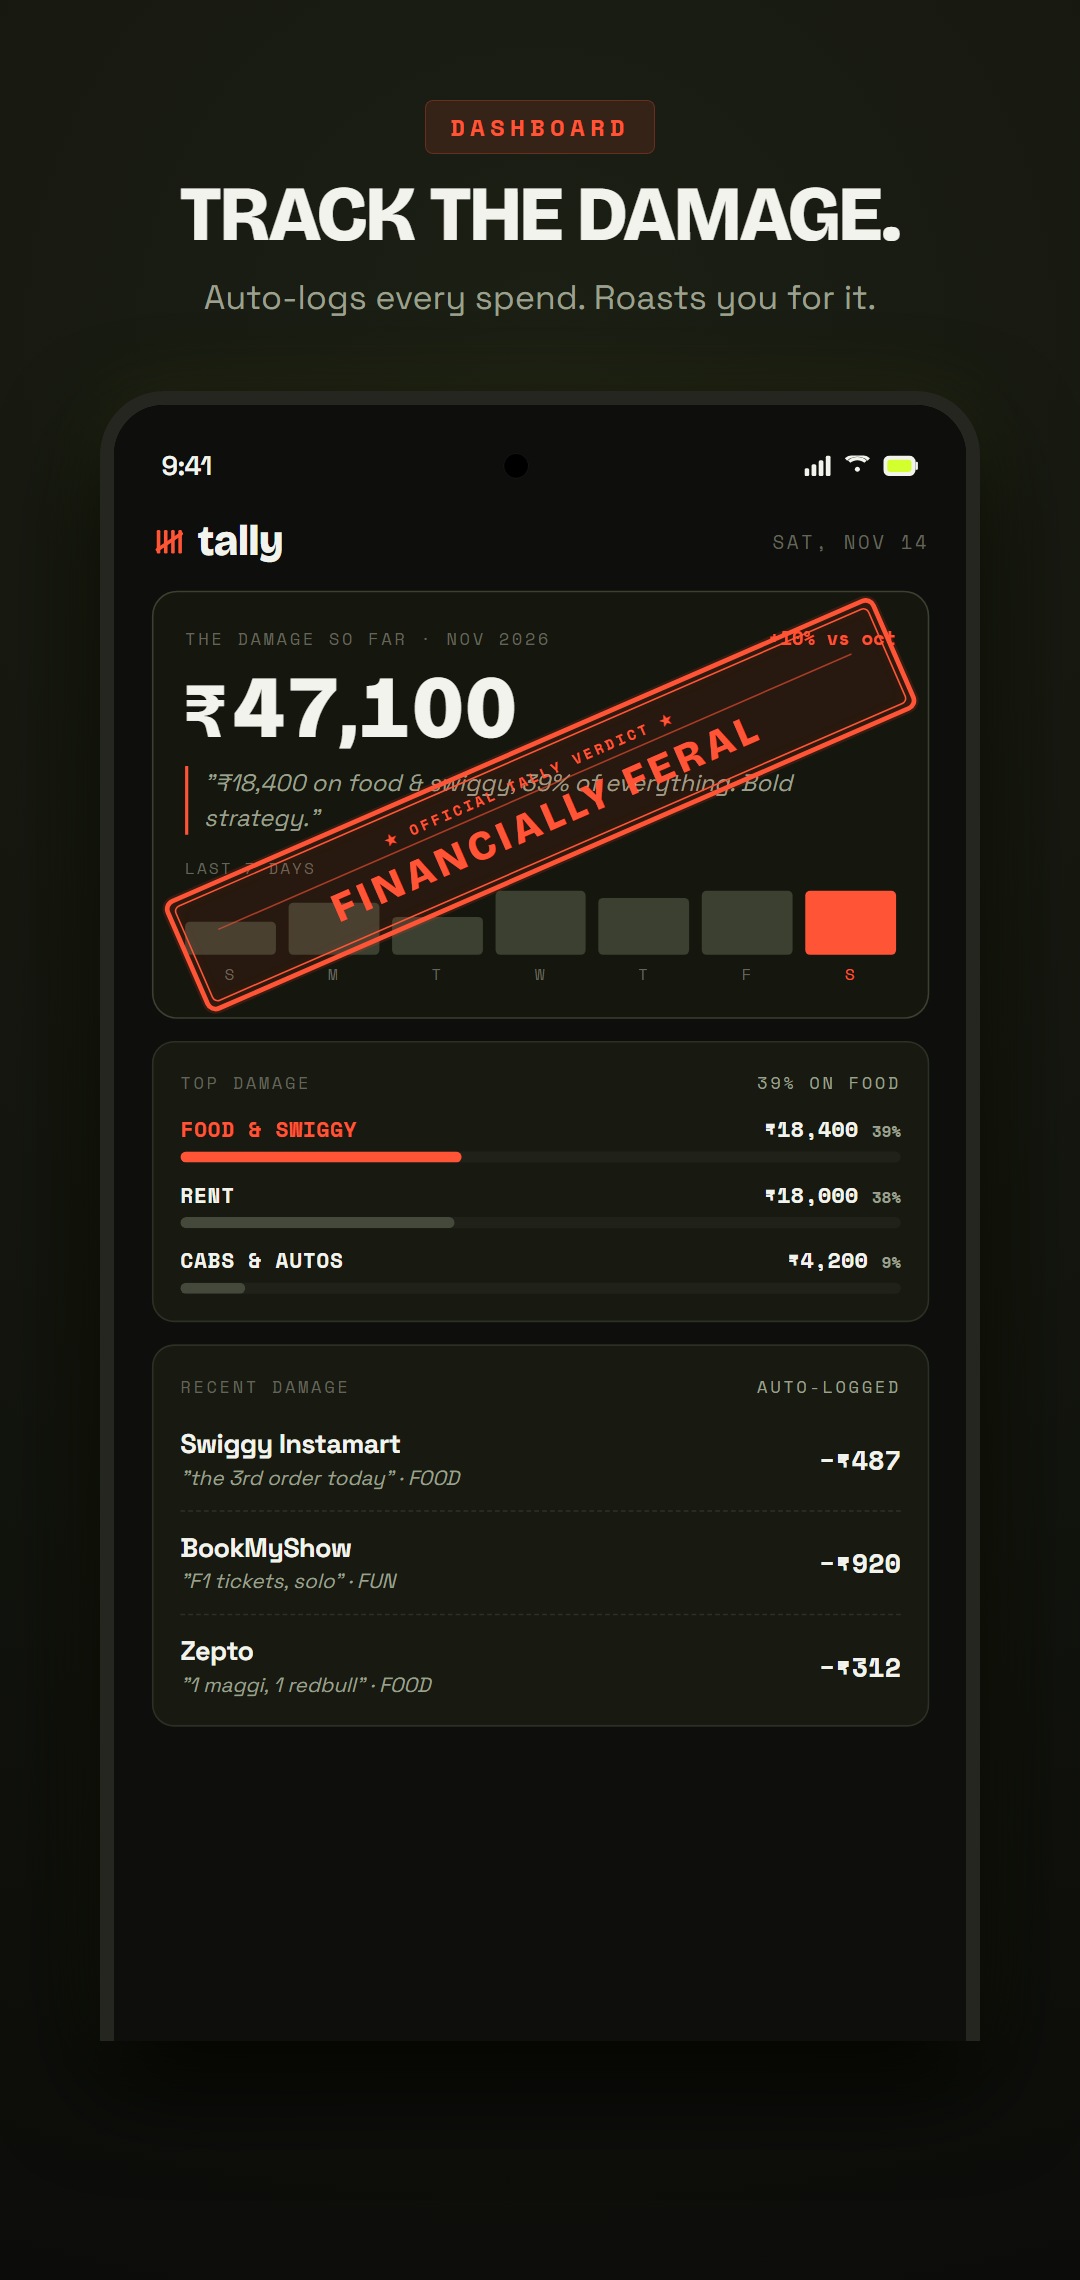 DASHBOARD
TRACK THE DAMAGE.
Auto-logs every spend. Roasts you for it.
9:41
tally
SAT, NOV 14
THE DAMAGE SO FAR · NOV 2026
+10% vs oct
₹47,100
★ OFFICIAL TALLY VERDICT ★
FINANCIALLY FERAL
”₹18,400 on food & swiggy, 39% of everything. Bold
strategy.”
LAST 7 DAYS
S M T W T F S
TOP DAMAGE
39% ON FOOD
FOOD & SWIGGY
₹18,400 39%
RENT
₹18,000 38%
CABS & AUTOS
₹4,200 9%
RECENT DAMAGE
AUTO-LOGGED
Swiggy Instamart
”the 3rd order today” · FOOD
−₹487
BookMyShow
”F1 tickets, solo” · FUN
−₹920
Zepto
”1 maggi, 1 redbull” · FOOD
−₹312